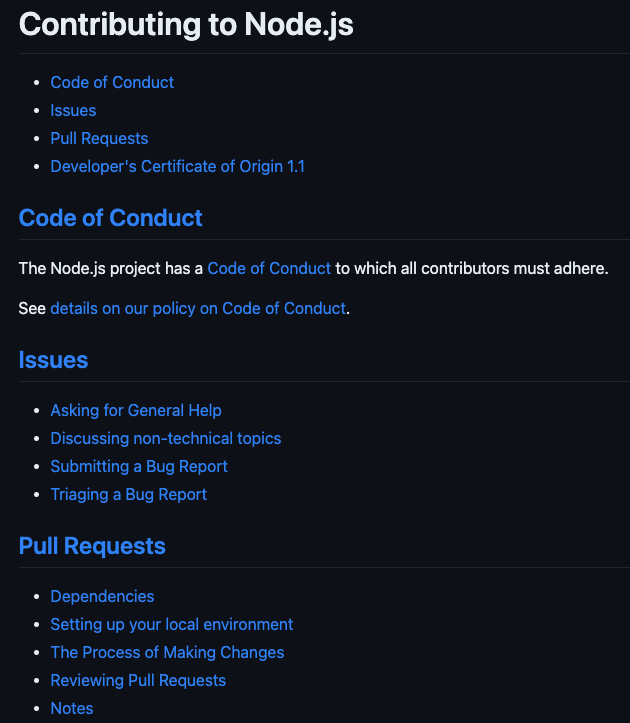 Contributing to Node.js
Code of Conduct
Issues
Pull Requests
Developer's Certificate of Origin 1.1
Code of Conduct
The Node.js project has a Code of Conduct to which all contributors must adhere.
See details on our policy on Code of Conduct.
Issues
Asking for General Help
Discussing non-technical topics
Submitting a Bug Report
Triaging a Bug Report
Pull Requests
Dependencies
Setting up your local environment
The Process of Making Changes
Reviewing Pull Requests
Notes